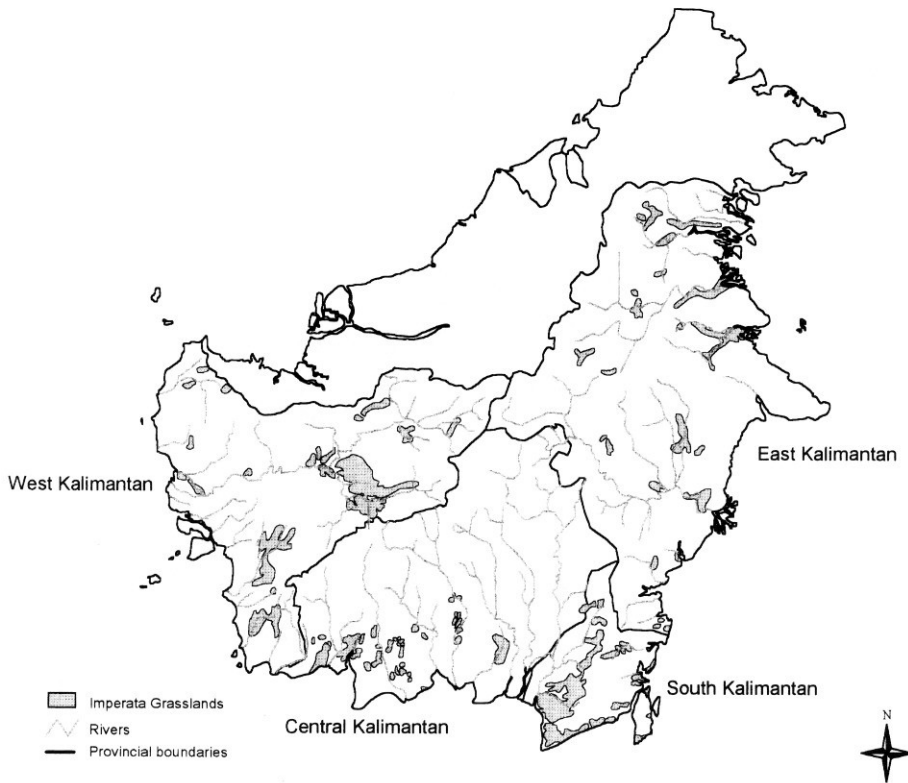 East Kalimantan
West Kalimantan
South Kalimantan
Imperata Grasslands
Rivers
Provincial boundaries
Central Kalimantan
N